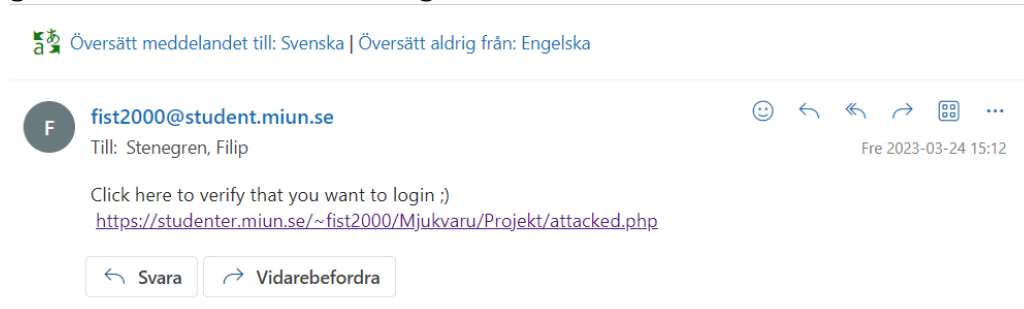 Översätt meddelandet till: Svenska | Översätt aldrig från: Engelska
F
fist2000@student.miun.se
Till: Stenegren, Filip
Fre 2023-03-24 15:12
Click here to verify that you want to login ;)
https://studenter.miun.se/~fist2000/Mjukvaru/Projekt/attacked.php
Svara
Vidarebefordra